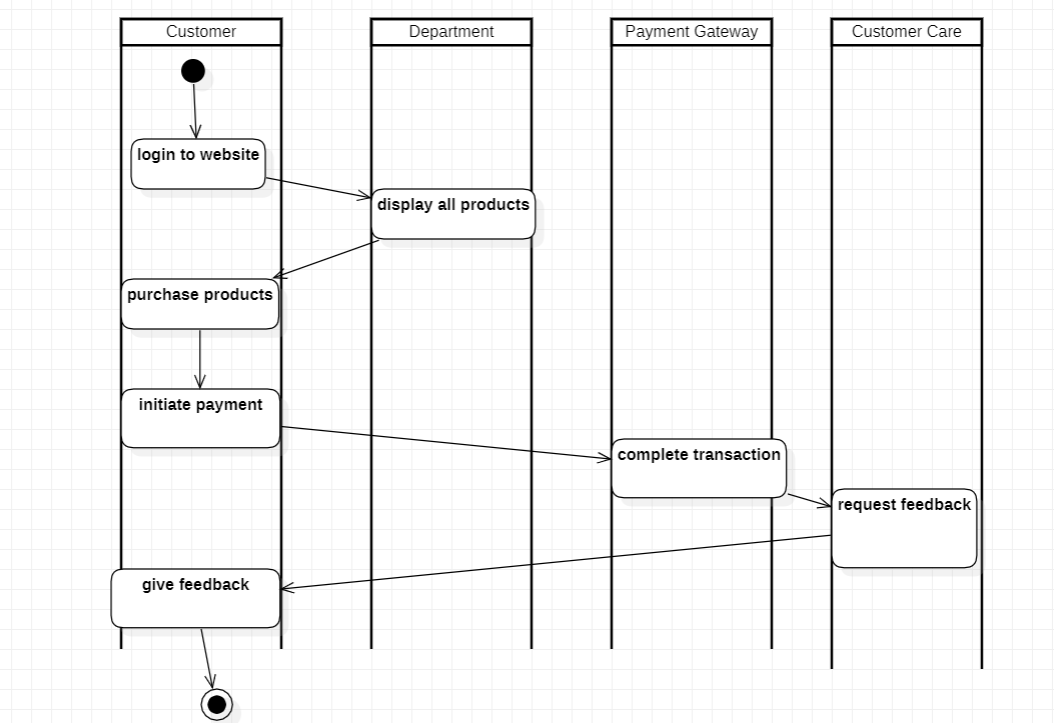 Customer
Department
Payment Gateway
Customer Care
login to website
display all products
purchase products
initiate payment
complete transaction
request feedback
give feedback